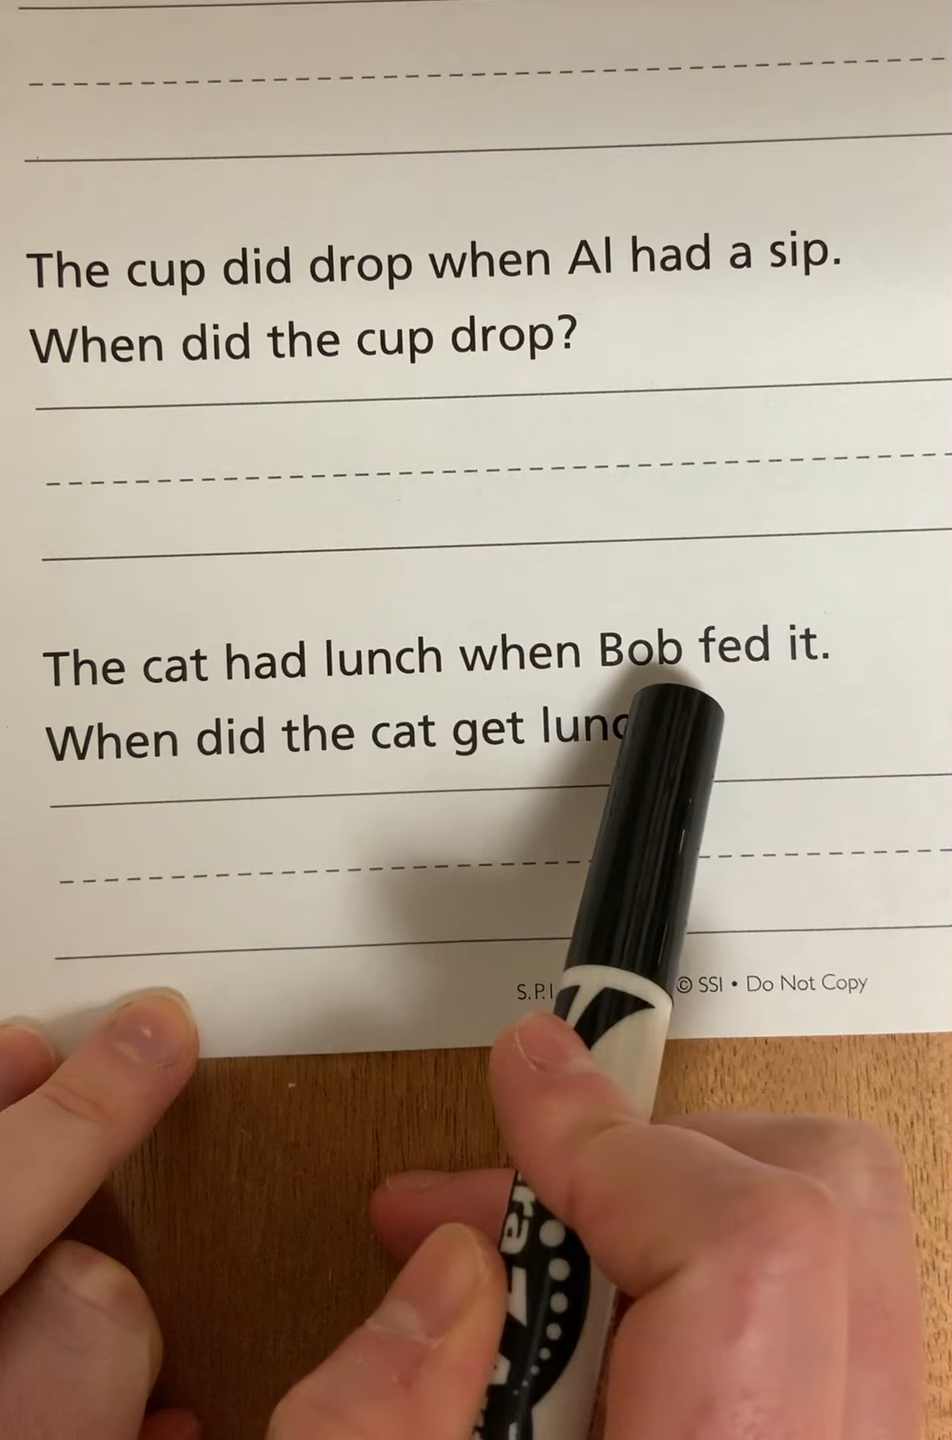 The cup did drop when Al had a sip.
When did the cup drop?
The cat had lunch when Bob fed it.
When did the cat get
S.P.I
© SSI • Do Not Copy